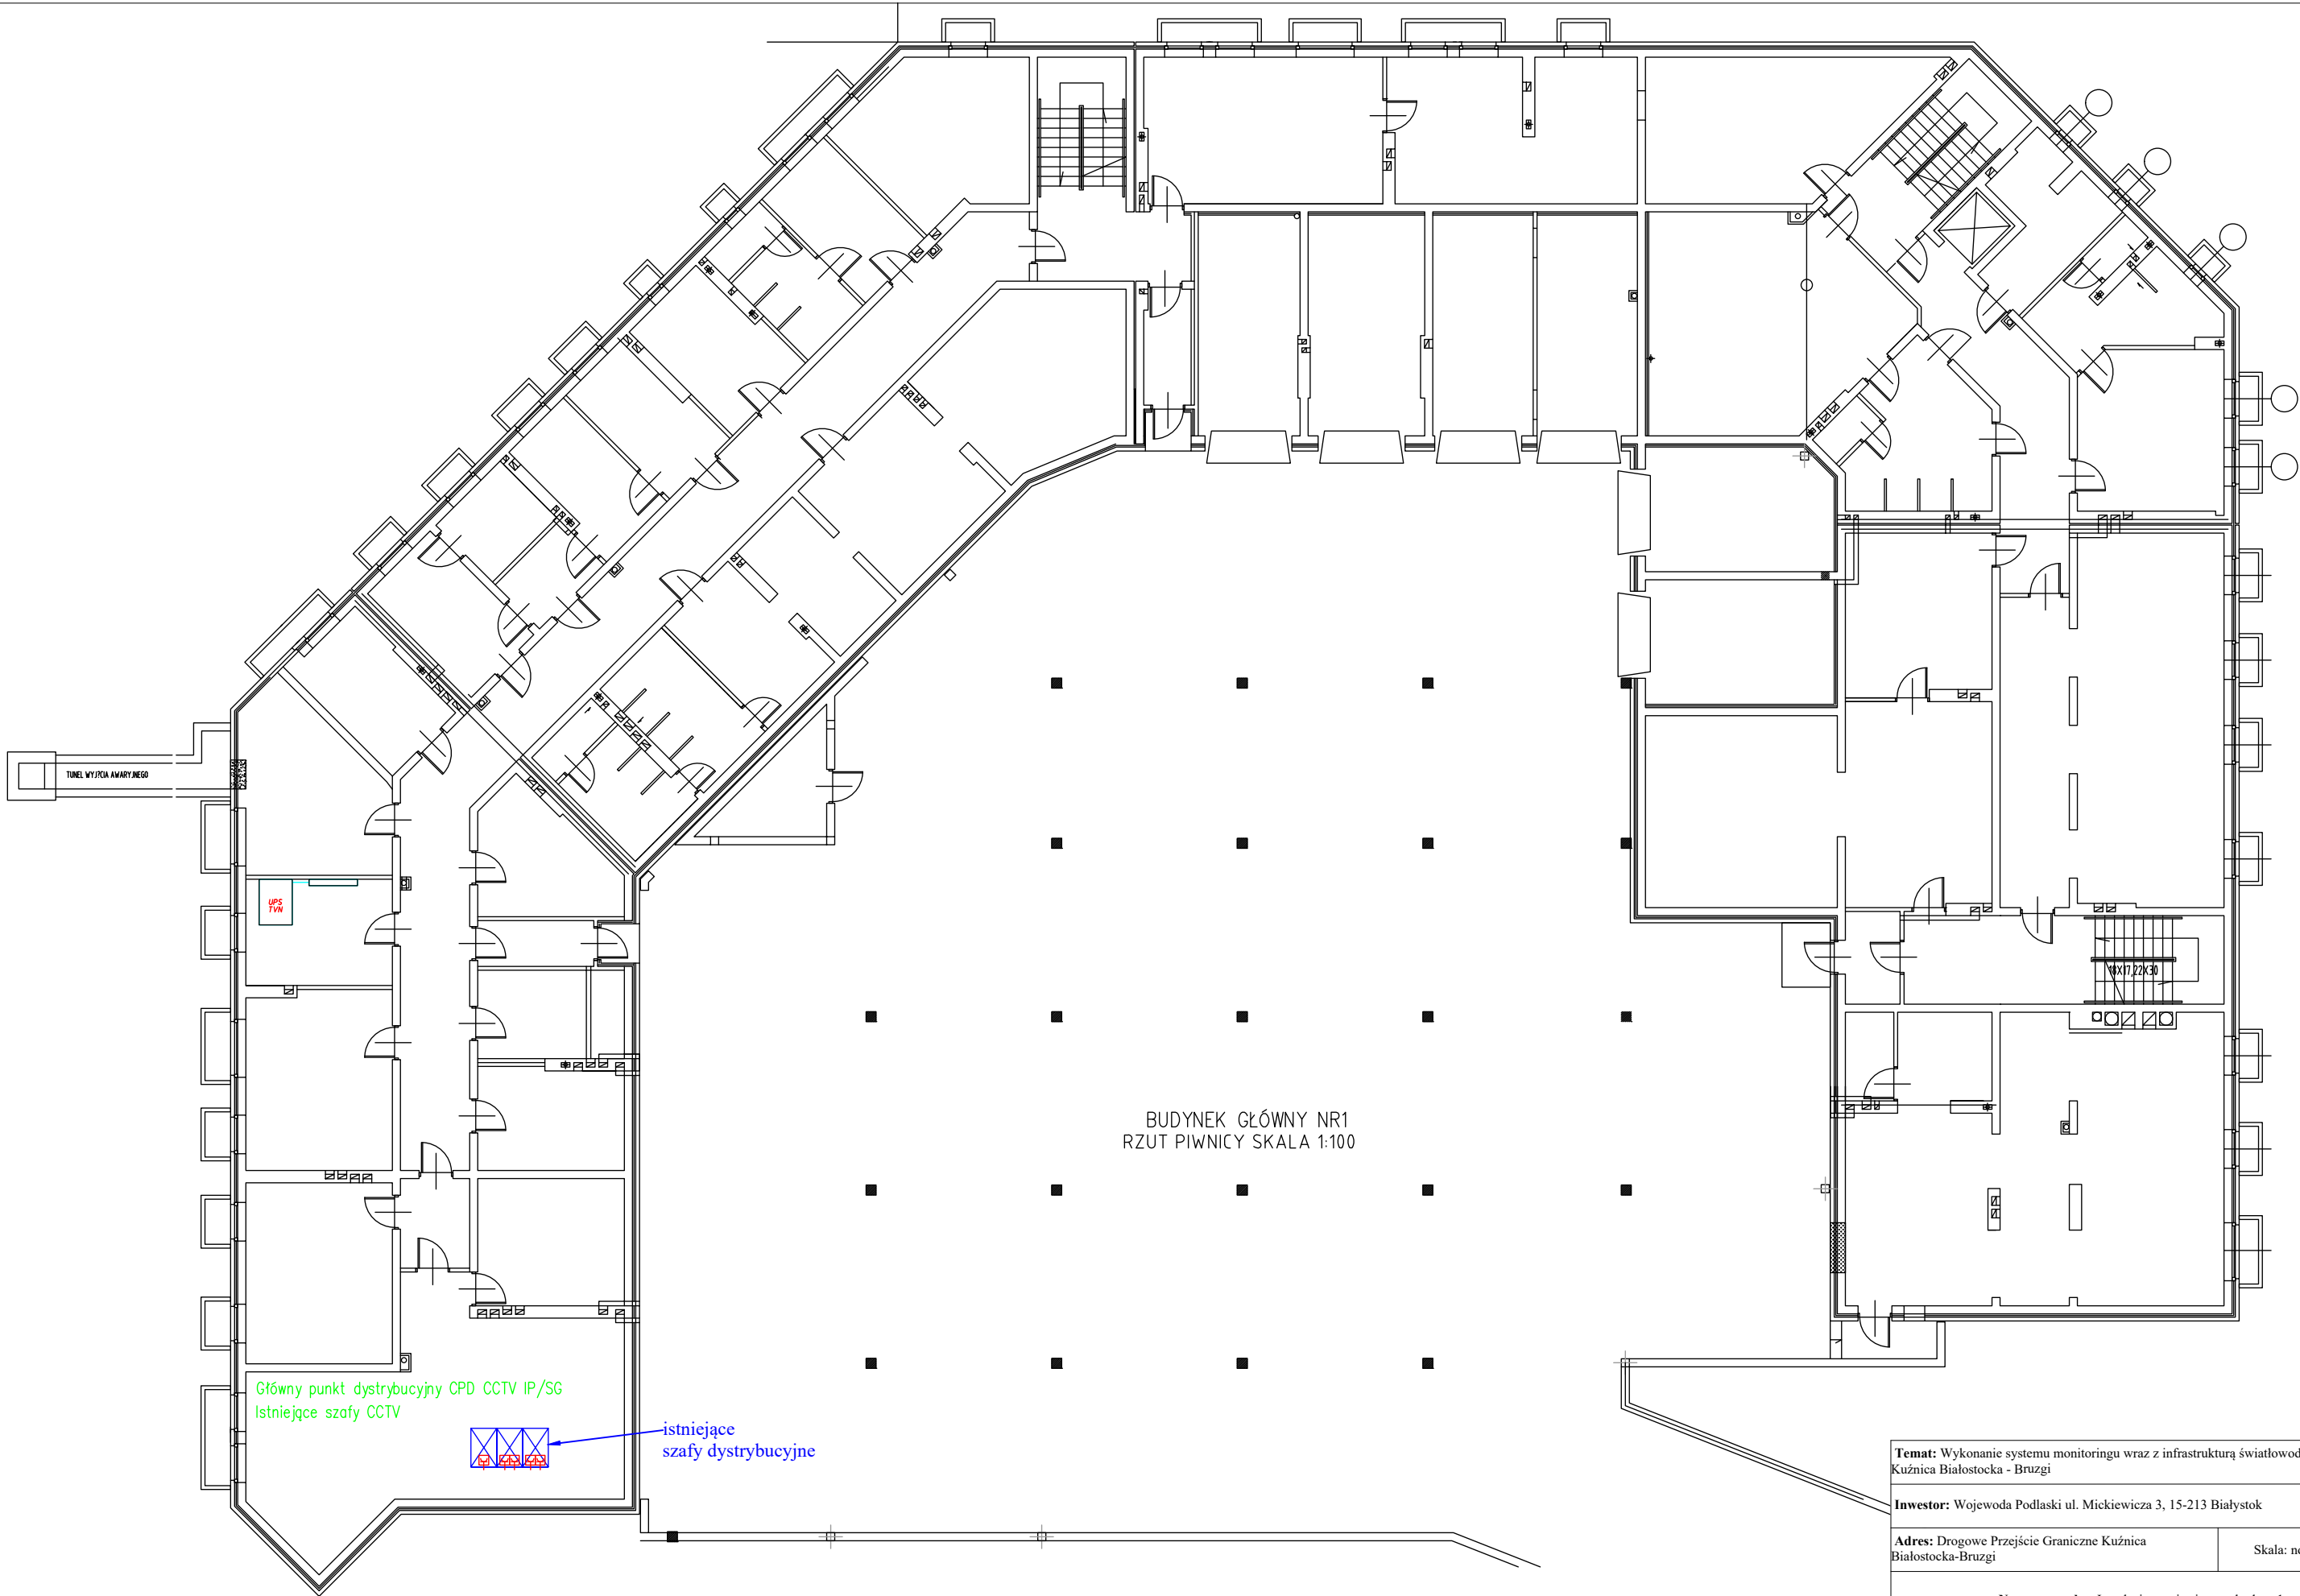 TUNEL WYJ?CIA AWARYJNEGO
UPS
TVN
18X17,22X30
BUDYNEK GŁÓWNY NR1
RZUT PIWNICY SKALA 1:100
Główny punkt dystrybucyjny CPD CCTV IP/SG
Istniejące szafy CCTV
istniejące
szafy dystrybucyjne
Temat: Wykonanie systemu monitoringu wraz z infrastrukturą światłowod
Kuźnica Białostocka - Bruzgi
Inwestor: Wojewoda Podlaski ul. Mickiewicza 3, 15-213 Białystok
Adres: Drogowe Przejście Graniczne Kuźnica
Białostocka-Bruzgi
Skala: n